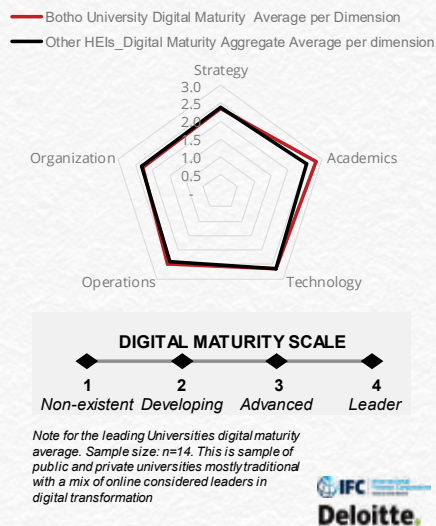 Botho University Digital Maturity Average per Dimension
Other HEIs_Digital Maturity Aggregate Average per dimension
Strategy
3.0
2.5
2.0
1.5
1.0
0.5
-
Organization
Academics
Operations
Technology
DIGITAL MATURITY SCALE
1 2 3 4
Non-existent Developing Advanced Leader
Note for the leading Universities digital maturity
average. Sample size: n=14. This is sample of
public and private universities mostly traditional
with a mix of online considered leaders in
digital transformation
IFC International
Finance Corporation
Deloitte.